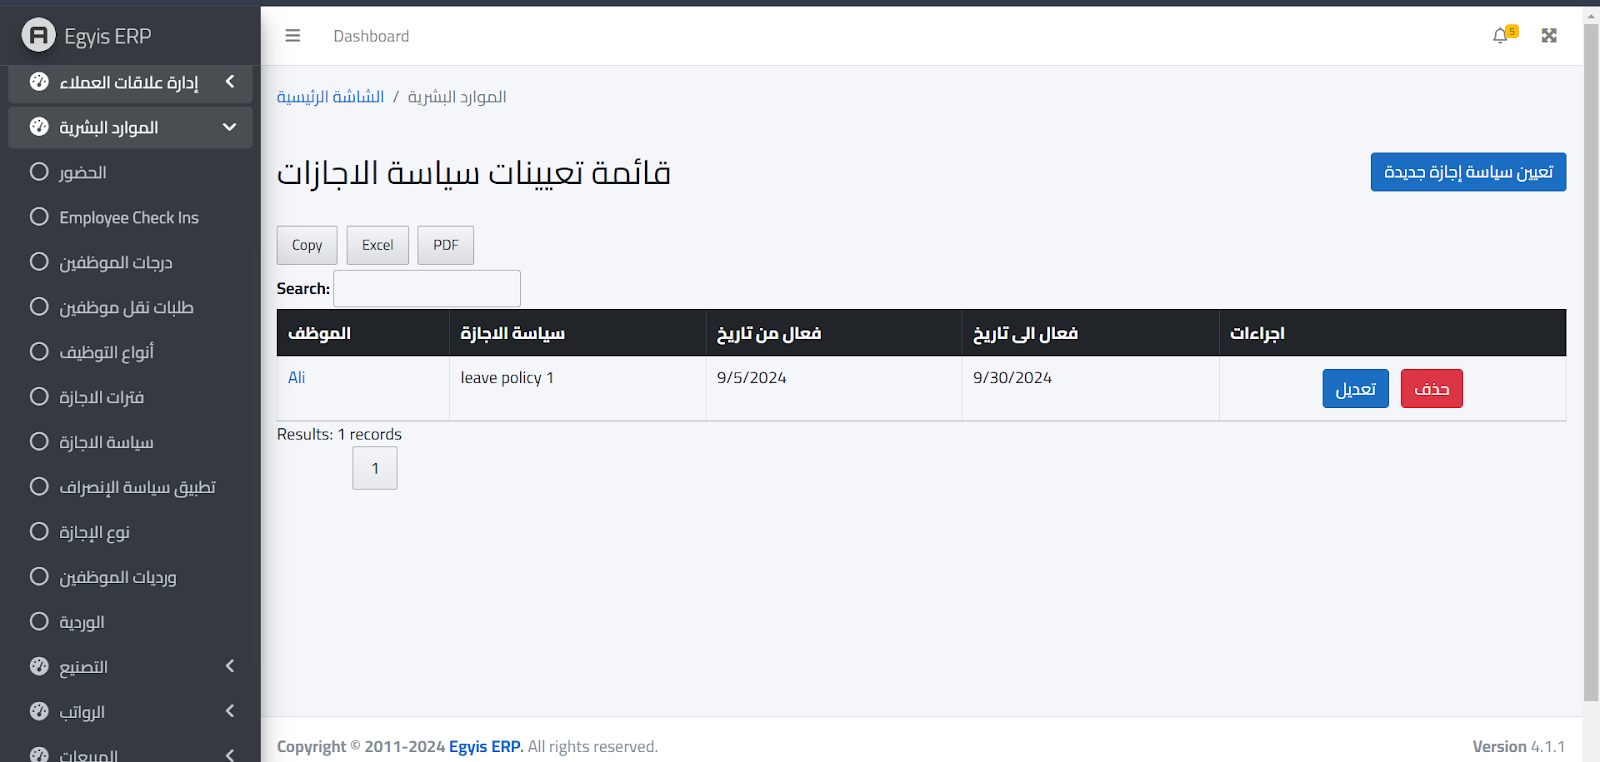 Egyis ERP
Dashboard
5
إدارة علاقات العملاء
الموارد البشرية
الحضور
Employee Check Ins
درجات الموظفين
طلبات نقل موظفين
أنواع التوظيف
فترات الاجازة
سياسة الاجازة
تطبيق سياسة الإنصراف
نوع الإجازة
ورديات الموظفين
الوردية
التصنيع
الرواتب
المبيعات
الشاشة الرئيسية / الموارد البشرية
قائمة تعيينات سياسة الاجازات
تعيين سياسة إجازة جديدة
Copy Excel PDF
Search:
الموظف سياسة الاجازة فعال من تاريخ فعال الى تاريخ اجراءات
Ali leave policy 1 9/5/2024 9/30/2024 تعديل حذف
Results: 1 records
1
Copyright © 2011-2024 Egyis ERP. All rights reserved.
Version 4.1.1